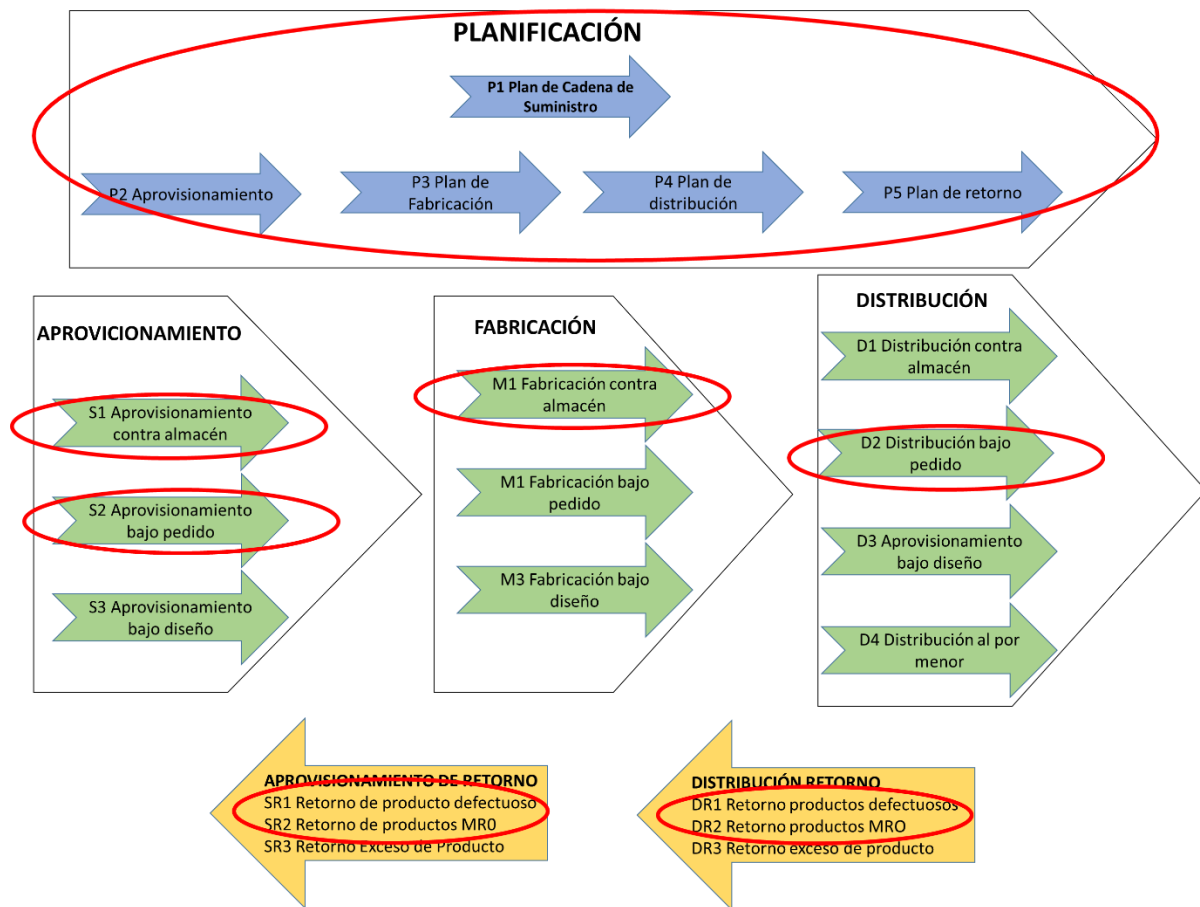 PLANIFICACIÓN
P1 Plan de Cadena de
Suministro
P2 Aprovisionamiento
P3 Plan de
Fabricación
P4 Plan de
distribución
P5 Plan de retorno
APROVICIONAMIENTO
S1 Aprovisionamiento
contra almacén
S2 Aprovisionamiento
bajo pedido
S3 Aprovisionamiento
bajo diseño
FABRICACIÓN
M1 Fabricación contra
almacén
M1 Fabricación bajo
pedido
M3 Fabricación bajo
diseño
DISTRIBUCIÓN
D1 Distribución contra
almacén
D2 Distribución bajo
pedido
D3 Aprovisionamiento
bajo diseño
D4 Distribución al por
menor
APROVISIONAMIENTO DE RETORNO
SR1 Retorno de producto defectuoso
SR2 Retorno de productos MR0
SR3 Retorno Exceso de Producto
DISTRIBUCIÓN RETORNO
DR1 Retorno productos defectuosos
DR2 Retorno productos MRO
DR3 Retorno exceso de producto